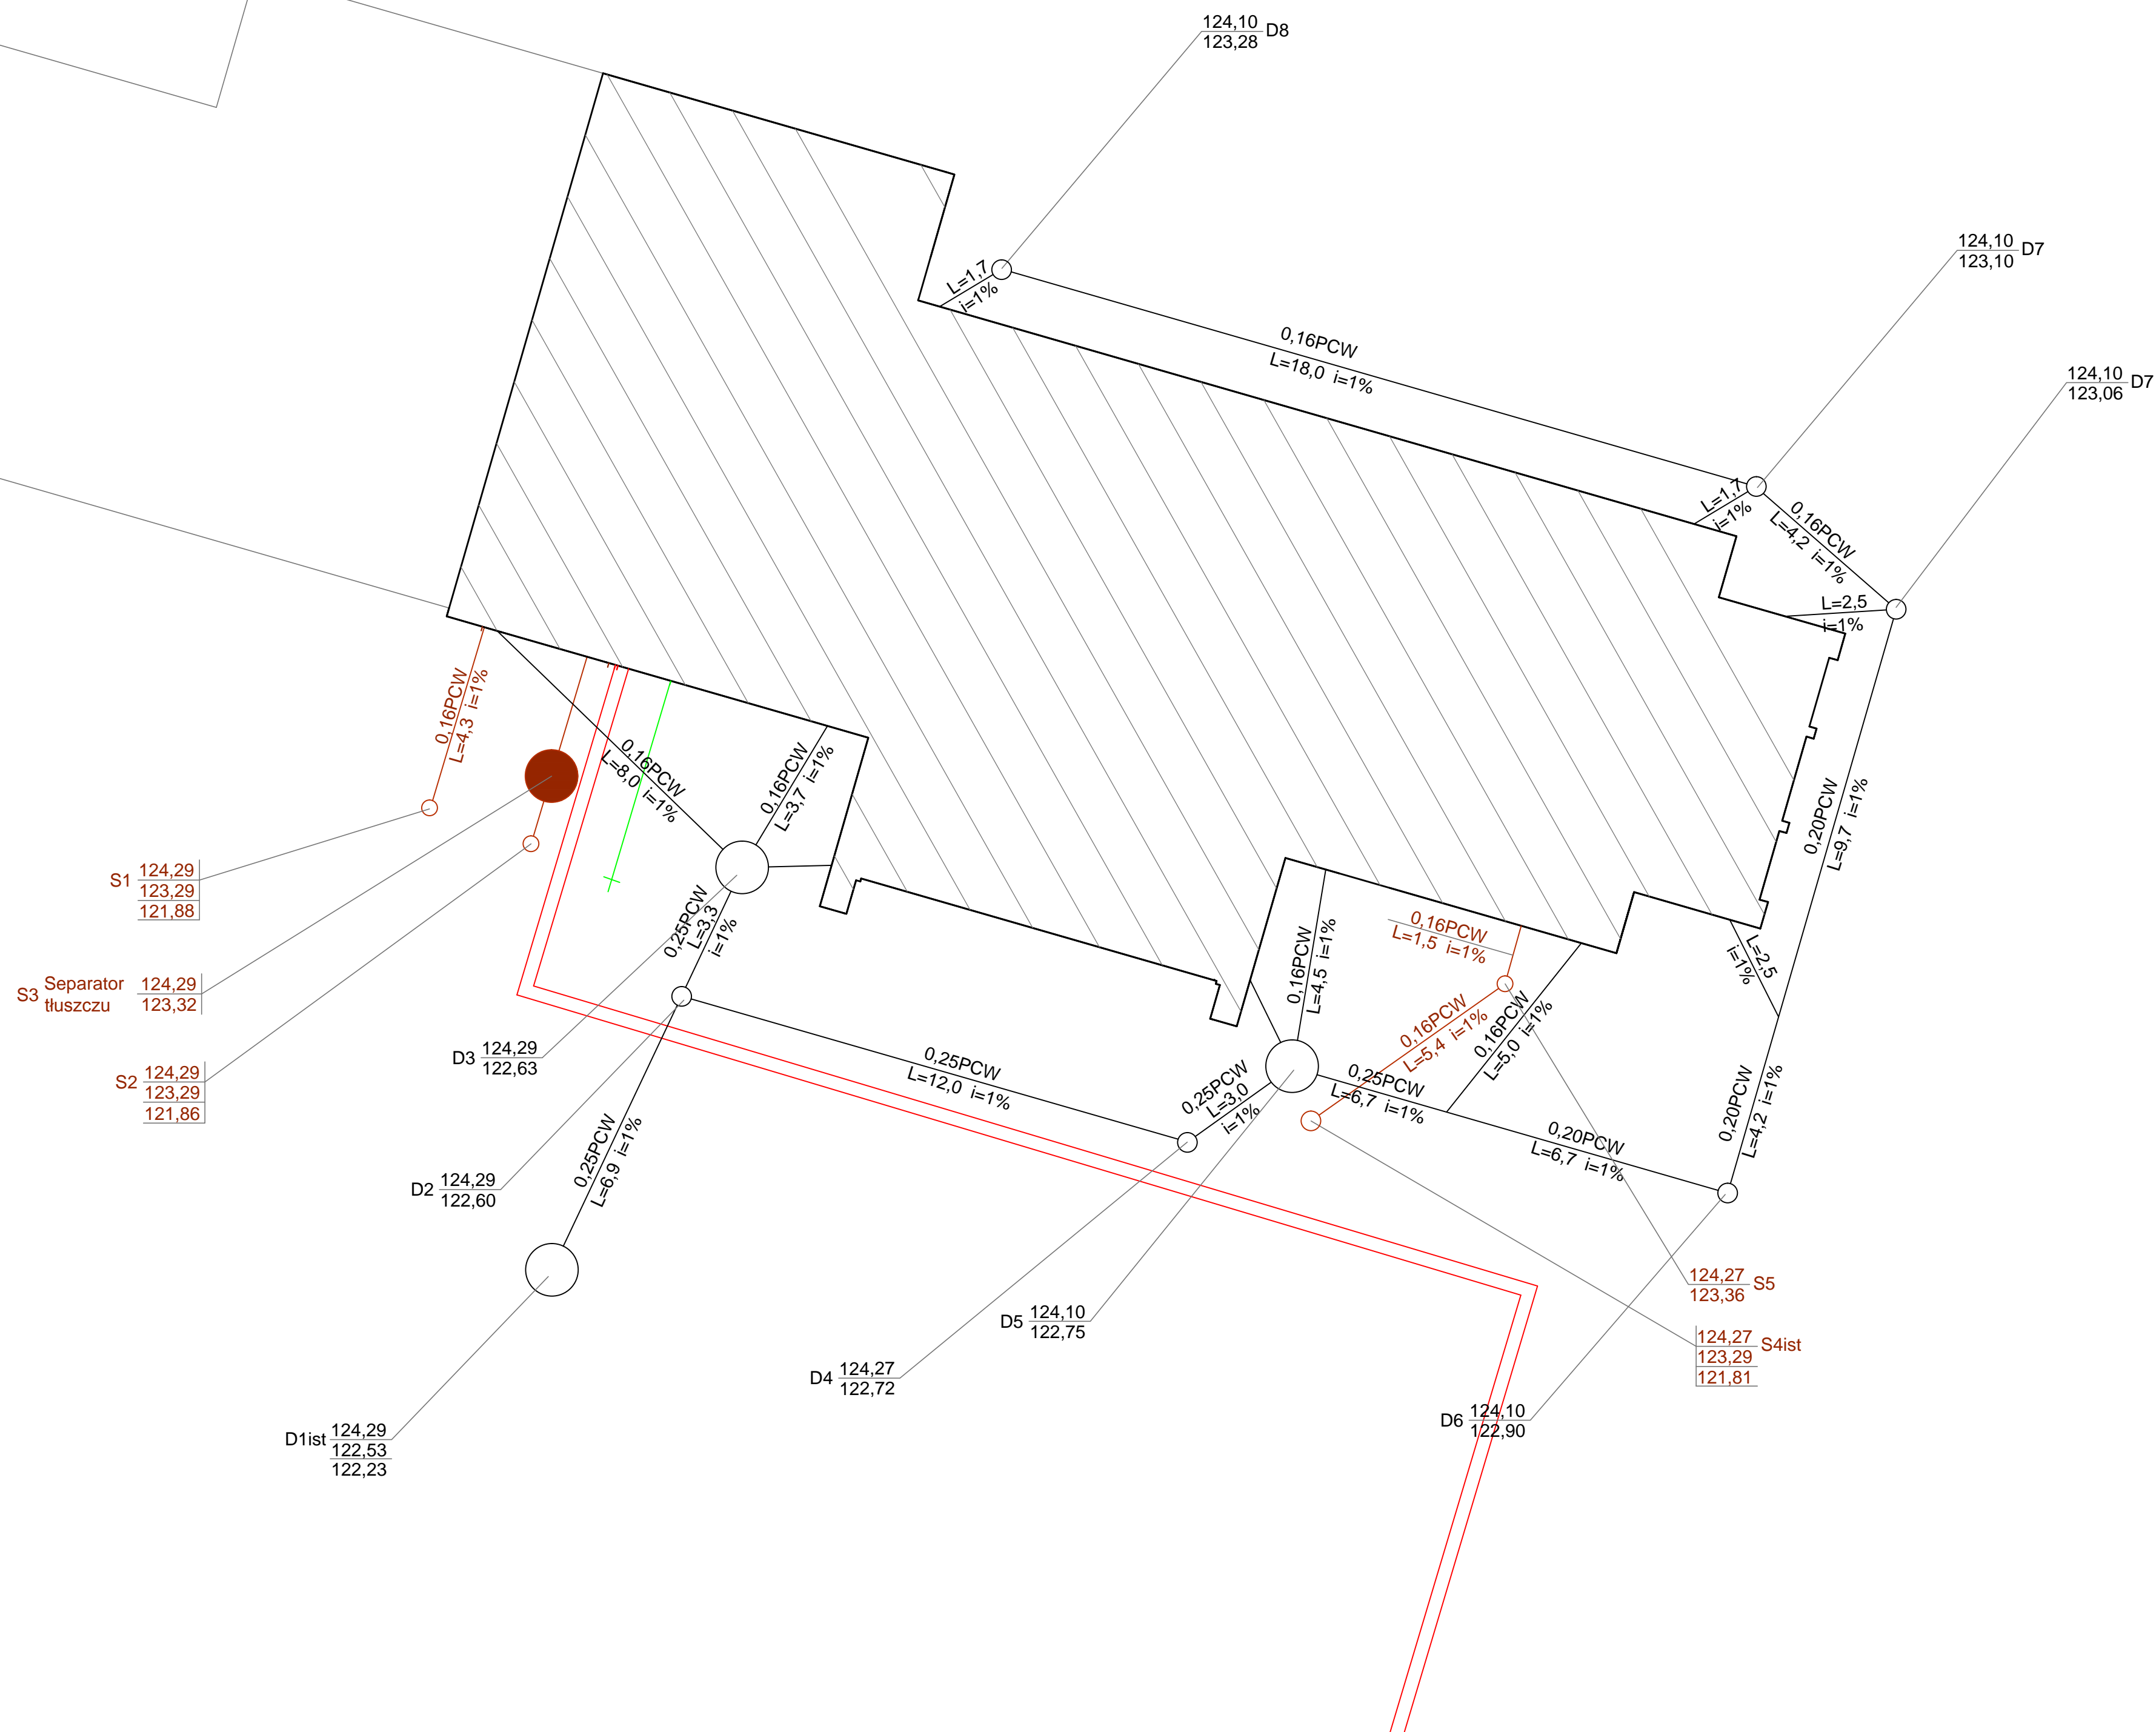 124,10
123,28
D8
124,10
123,10
D7
124,10
123,06
D7
L=1,7
i=1%
0,16PCW
L=18,0 i=1%
L=1,7
i=1%
0,16PCW
L=4,2 i=1%
L=2,5
i=1%
0,16PCW
L=4,3 i=1%
0,16PCW
L=8,0 i=1%
0,16PCW
L=3,7 i=1%
0,20PCW
L=9,7 i=1%
S1
124,29
123,29
121,88
0,25PCW
L=3,3
i=1%
0,16PCW
L=4,5 i=1%
0,16PCW
L=1,5 i=1%
L=2,5
i=1%
S3
Separator
tłuszczu
124,29
123,32
0,16PCW
L=5,4 i=1%
0,16PCW
L=5,0 i=1%
D3
124,29
122,63
0,25PCW
L=12,0 i=1%
0,25PCW
L=3,0
i=1%
0,25PCW
L=6,7 i=1%
0,20PCW
L=4,2 i=1%
S2
124,29
123,29
121,86
0,25PCW
L=6,9 i=1%
0,20PCW
L=6,7 i=1%
D2
124,29
122,60
124,27
123,36
S5
D5
124,10
122,75
124,27
123,29
121,81
S4ist
D4
124,27
122,72
D6
124,10
122,90
D1ist
124,29
122,53
122,23